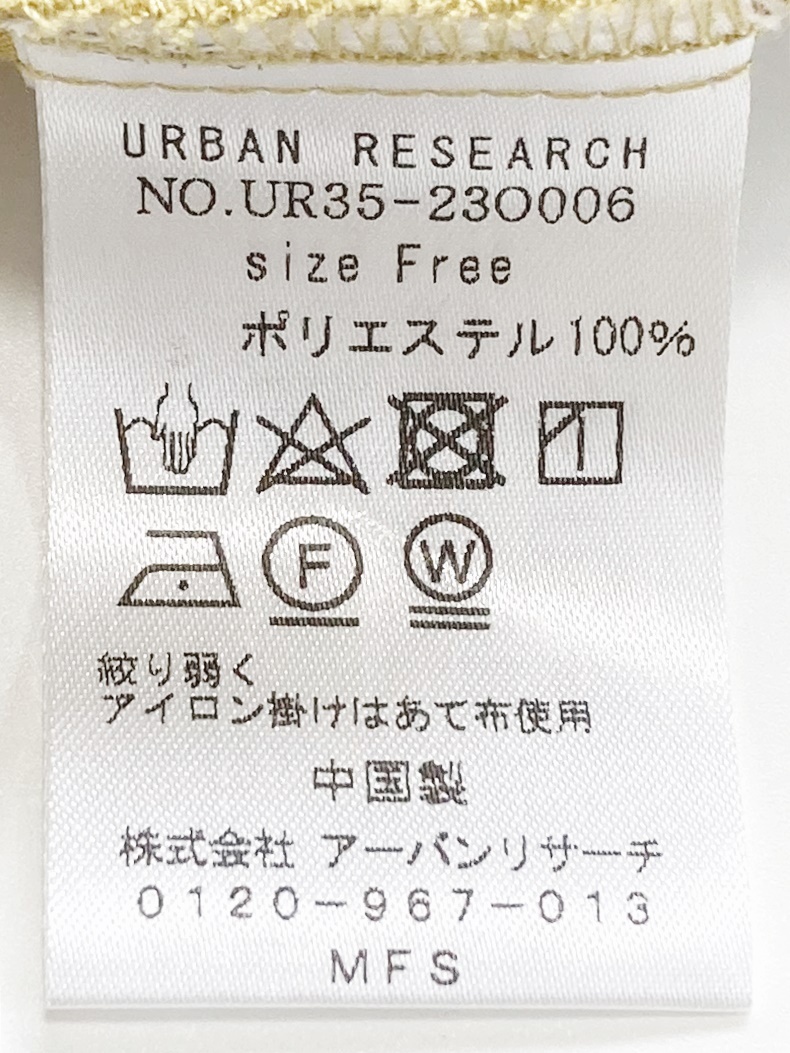 URBAN RESEARCH
NO.UR35-23O006
size Free
ポリエステル100%
F W
絞り弱く
アイロン掛けはあて布使用
中国製
株式会社 アーバンリサーチ
0120-967-013
MFS